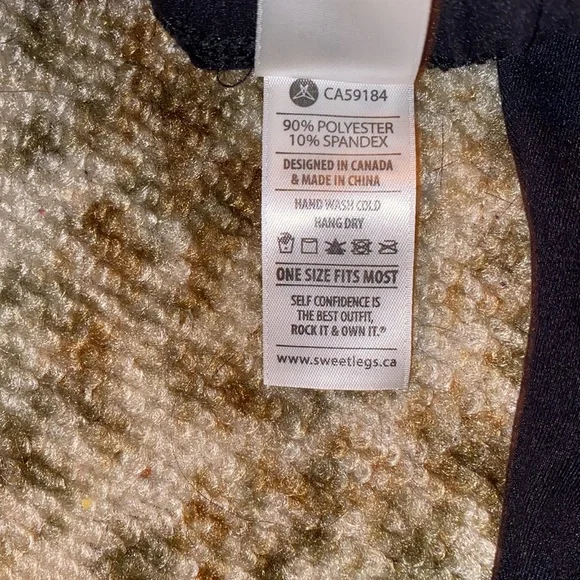 CA59184
90% POLYESTER
10% SPANDEX
DESIGNED IN CANADA
& MADE IN CHINA
HAND WASH COLD
HANG DRY
ONE SIZE FITS MOST
SELF CONFIDENCE IS
THE BEST OUTFIT,
ROCK IT & OWN IT.®
www.sweetlegs.ca